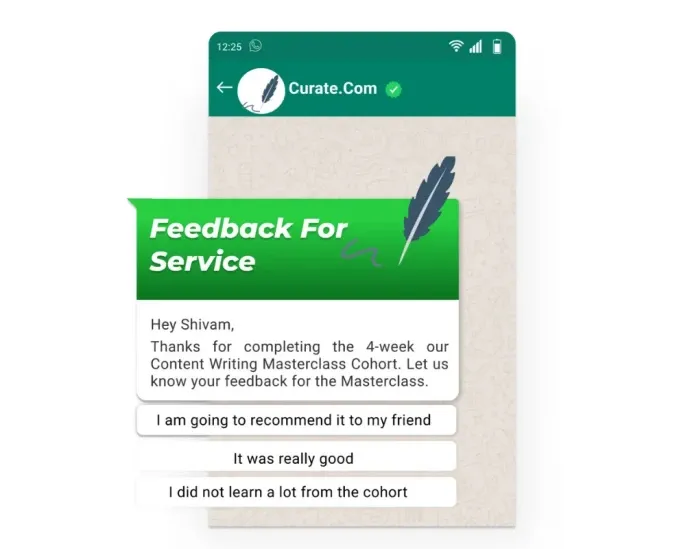 12:25
Curate.Com
Feedback For
Service
Hey Shivam,
Thanks for completing the 4-week our
Content Writing Masterclass Cohort. Let us
know your feedback for the Masterclass.
I am going to recommend it to my friend
It was really good
I did not learn a lot from the cohort